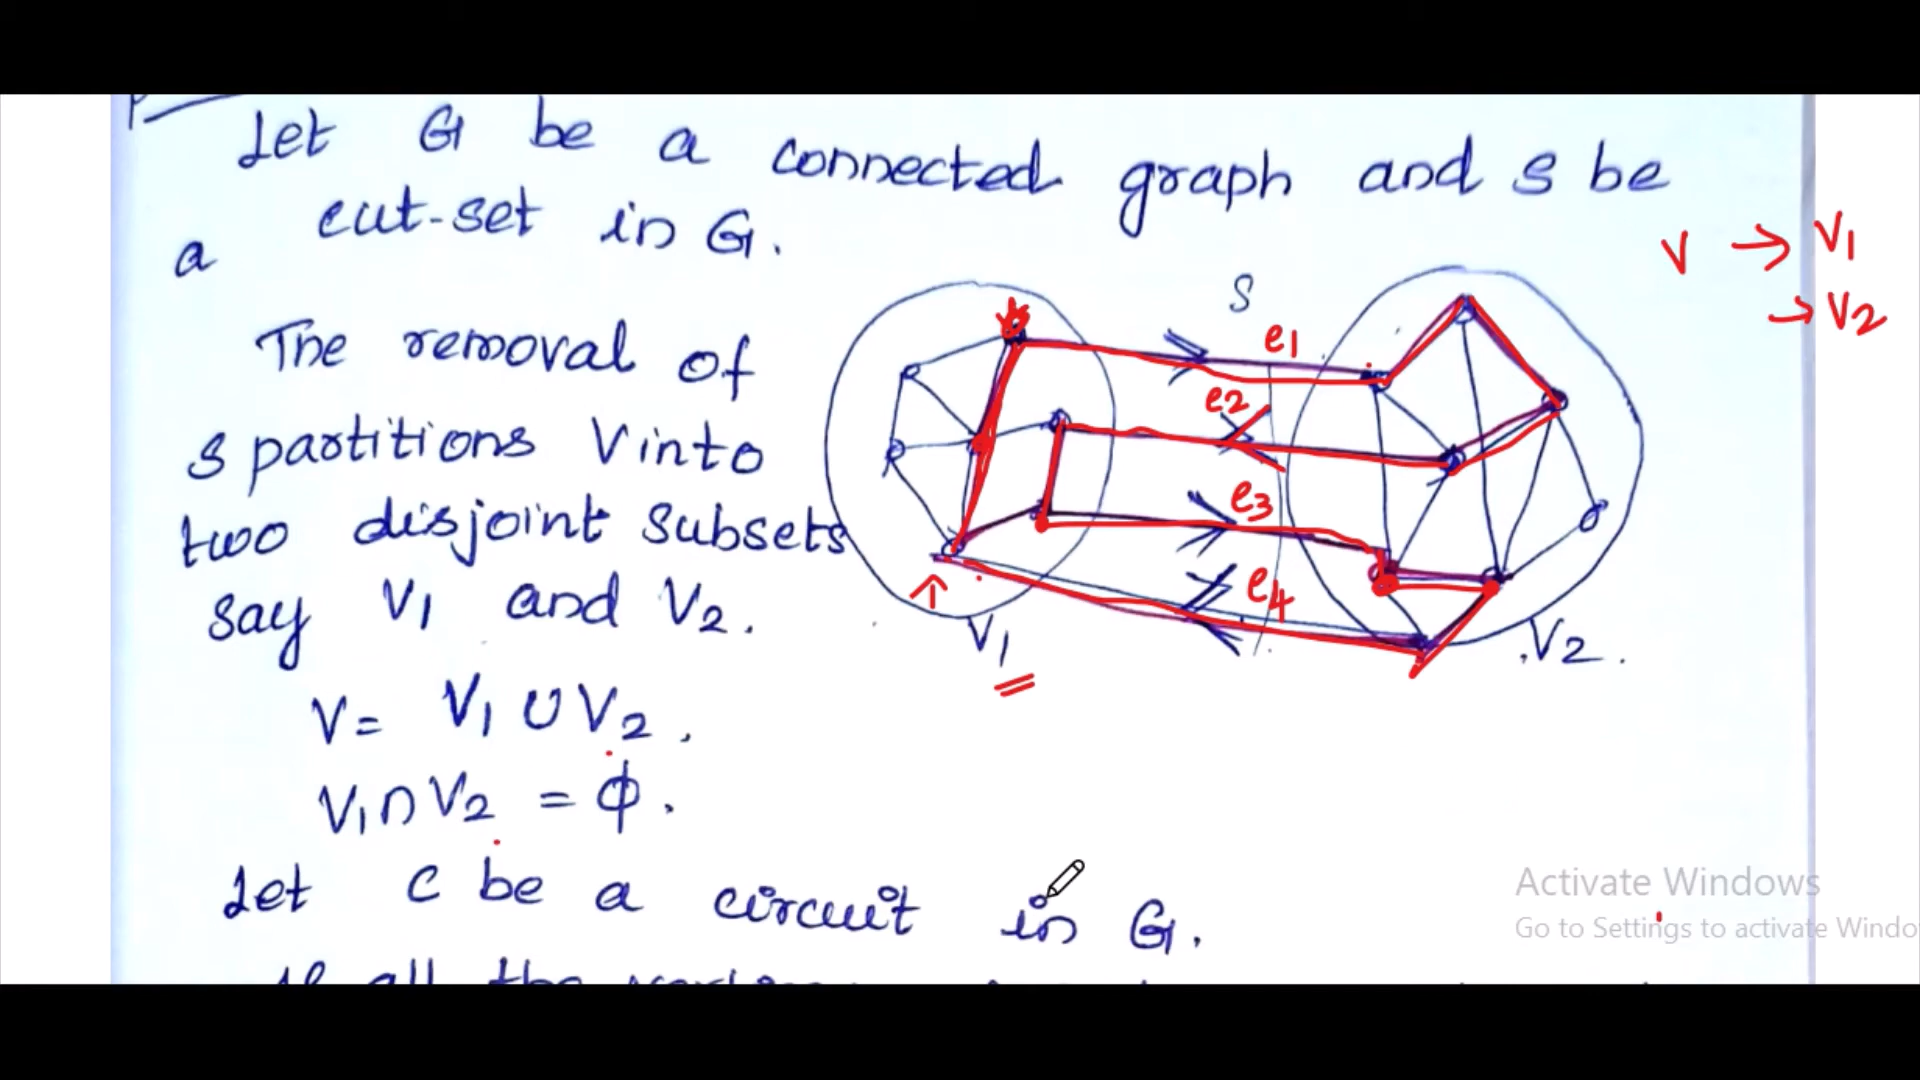 Let G be a connected graph and S be
a cut-set in G.
The removal of
S partitions V into
two disjoint subsets
say V1 and V2.
V = V1 ∪ V2.
V1 ∩ V2 = ϕ.
Let C be a circuit in G.
S
e1
e2
e3
e4
V1
V2.
V → V1
→ V2
Activate Windows
Go to Settings to activate Windo